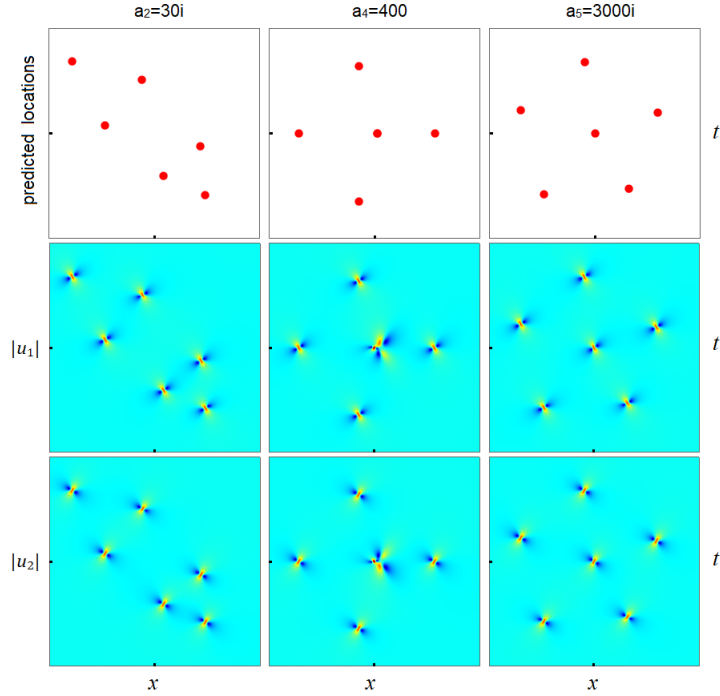 a₂=30i a₄=400 a₅=3000i
predicted locations
t
|u₁|
t
|u₂|
t
x x x